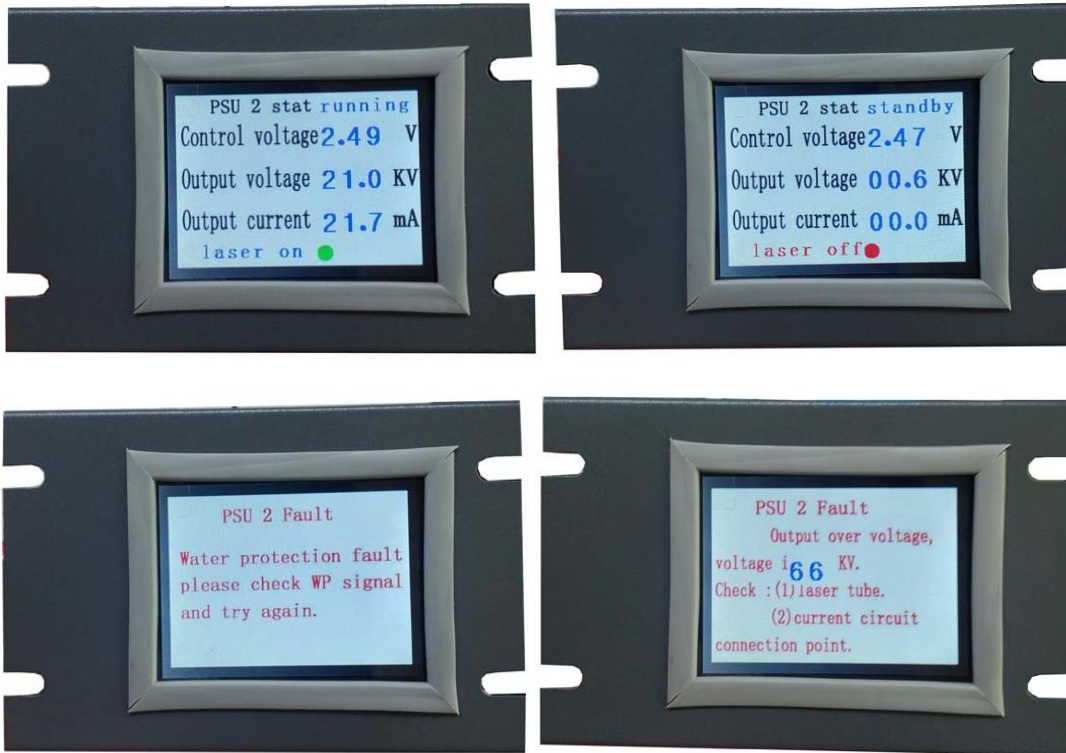 PSU 2 stat running
Control voltage 2.49 V
Output voltage 21.0 KV
Output current 21.7 mA
laser on
PSU 2 stat standby
Control voltage 2.47 V
Output voltage 00.6 KV
Output current 00.0 mA
laser off
PSU 2 Fault
Water protection fault
please check WP signal
and try again.
PSU 2 Fault
Output over voltage,
voltage i 66 KV.
Check :(1)laser tube.
(2)current circuit
connection point.